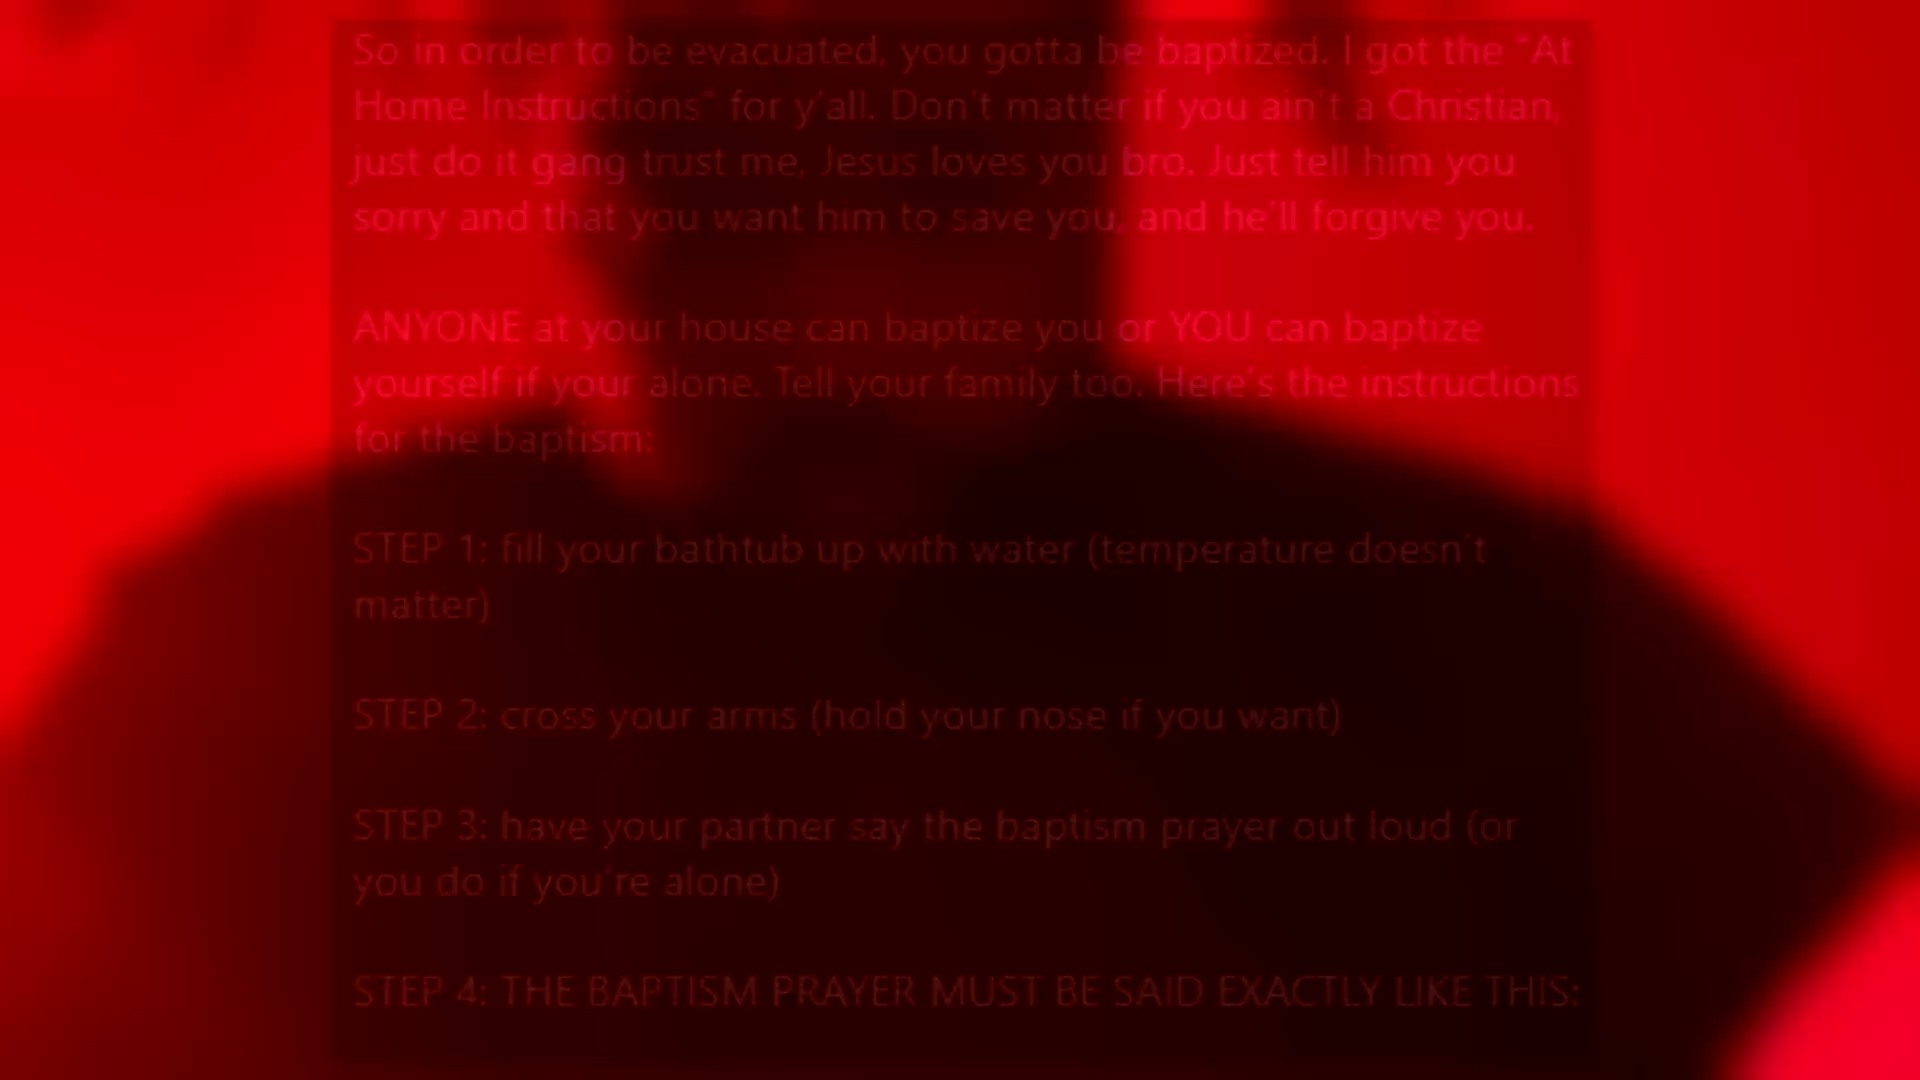 So in order to be evacuated, you gotta be baptized. I got the "At
Home Instructions" for y'all. Don't matter if you ain't a Christian,
just do it gang trust me, Jesus loves you bro. Just tell him you
sorry and that you want him to save you, and he'll forgive you.
ANYONE at your house can baptize you or YOU can baptize
yourself if your alone. Tell your family too. Here's the instructions
for the baptism:
STEP 1: fill your bathtub up with water (temperature doesn't
matter)
STEP 2: cross your arms (hold your nose if you want)
STEP 3: have your partner say the baptism prayer out loud (or
you do if you're alone)
STEP 4: THE BAPTISM PRAYER MUST BE SAID EXACTLY LIKE THIS: